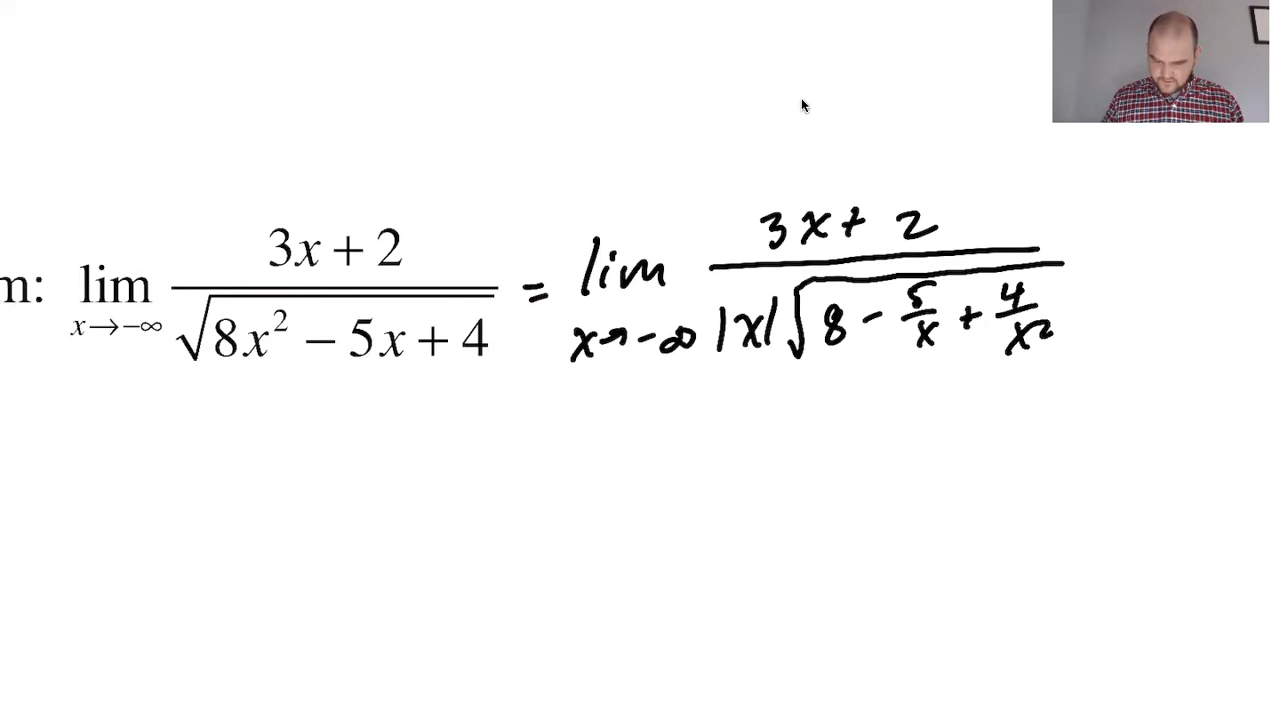 m: lim x→−∞ (3x + 2)/√(8x² − 5x + 4) = lim x→−∞ (3x + 2)/(|x|√(8 − 5/x + 4/x²))